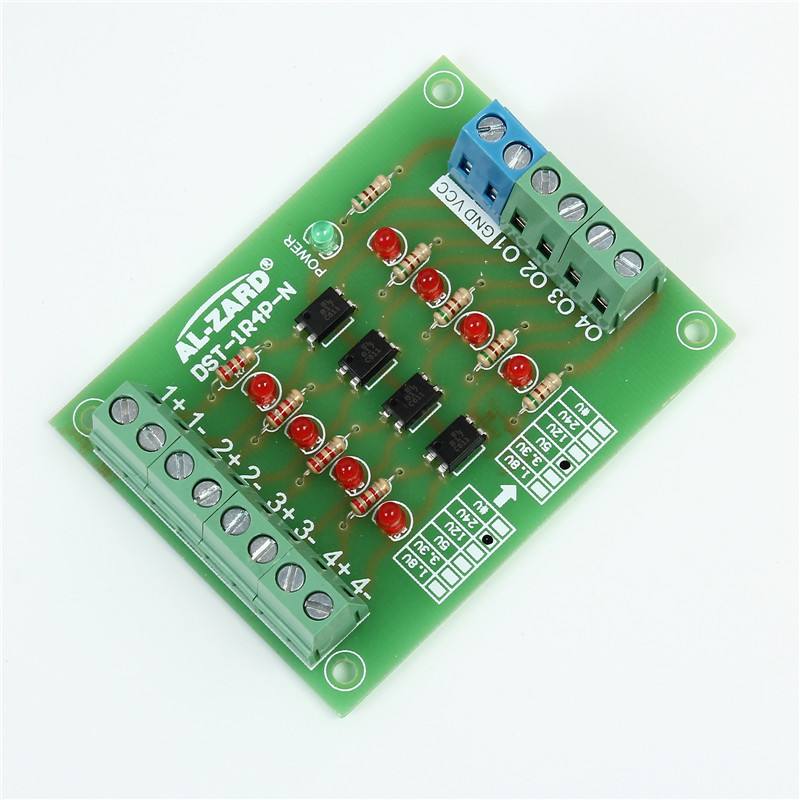 GND VCC
O1 O2 O3 O4
POWER
AL-ZARD®
DST-1R4P-N
1+ 1- 2+ 2- 3+ 3- 4+ 4-
1.8V
3.3V
5V
12V
24V
#V
1.8V
3.3V
5V
12V
24V
#V